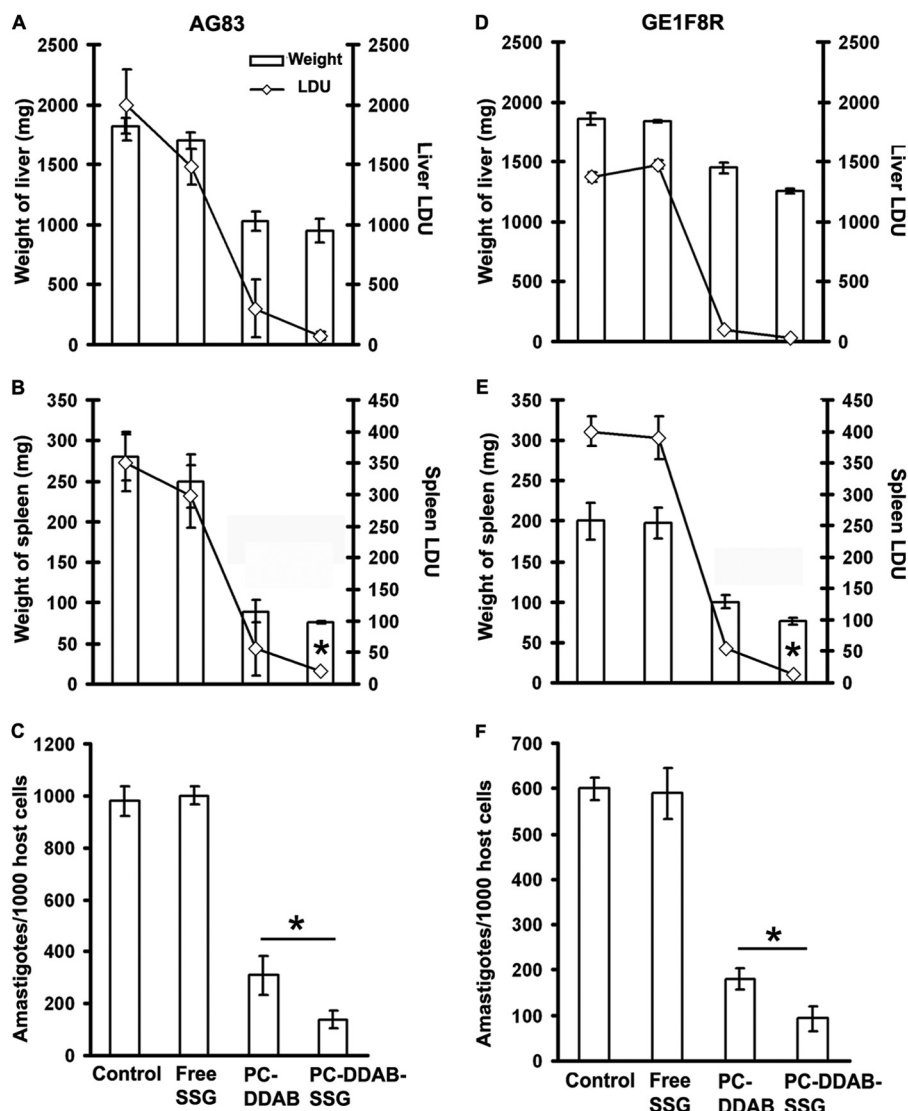 A
AG83
2500
2000
1500
1000
500
0
Weight of liver (mg)
Weight
LDU
2500
2000
1500
1000
500
0
Liver LDU
D
GE1F8R
2500
2000
1500
1000
500
0
Weight of liver (mg)
2500
2000
1500
1000
500
0
Liver LDU
B
350
300
250
200
150
100
50
0
Weight of spleen (mg)
*
450
400
350
300
250
200
150
100
50
0
Spleen LDU
E
350
300
250
200
150
100
50
0
Weight of spleen (mg)
*
450
400
350
300
250
200
150
100
50
0
Spleen LDU
C
1200
1000
800
600
400
200
0
Amastigotes/1000 host cells
*
Control
Free
SSG
PC-
DDAB
PC-DDAB-
SSG
F
700
600
500
400
300
200
100
0
Amastigotes/1000 host cells
*
Control
Free
SSG
PC-
DDAB
PC-DDAB-
SSG